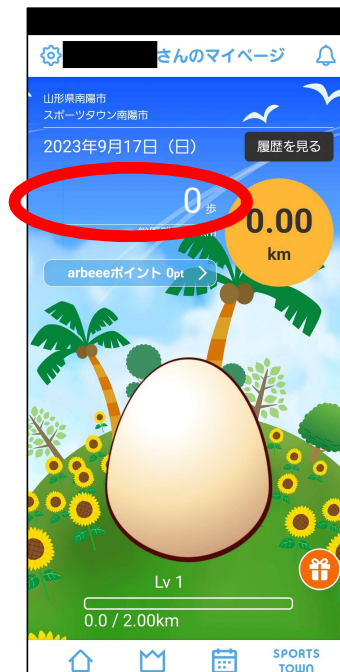 さんのマイページ
山形県南陽市
スポーツタウン南陽市
2023年9月17日（日）
履歴を見る
0 歩
0.00
km
arbeeeポイント 0pt
Lv 1
0.0 / 2.00km
SPORTS
TOWN